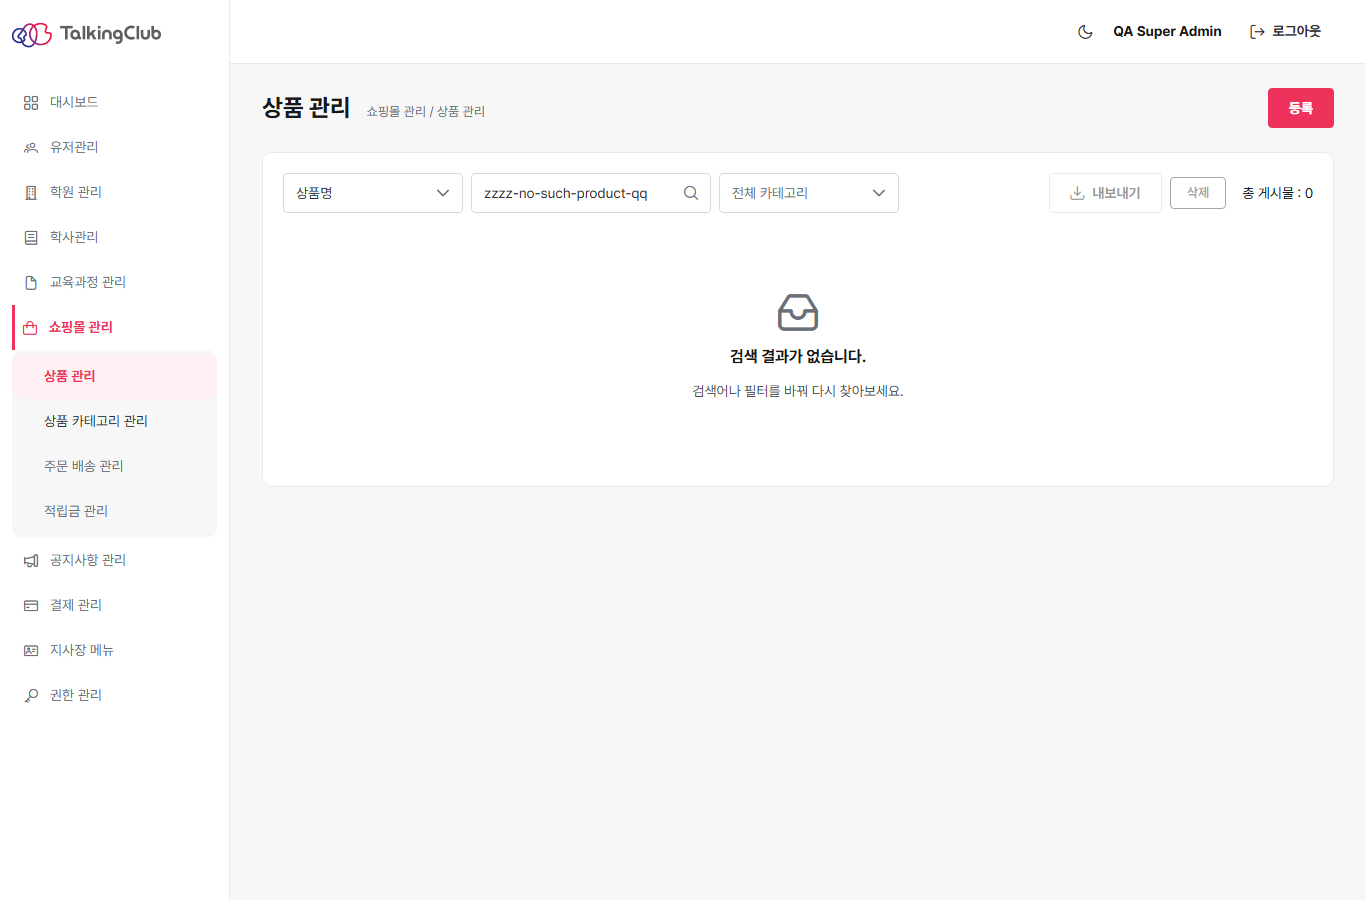 TalkingClub
QA Super Admin
로그아웃
대시보드
유저관리
학원 관리
학사관리
교육과정 관리
쇼핑몰 관리
상품 관리
상품 카테고리 관리
주문 배송 관리
적립금 관리
공지사항 관리
결제 관리
지사장 메뉴
권한 관리
상품 관리
쇼핑몰 관리 / 상품 관리
등록
상품명
zzzz-no-such-product-qq
전체 카테고리
내보내기
삭제
총 게시물 : 0
검색 결과가 없습니다.
검색어나 필터를 바꿔 다시 찾아보세요.